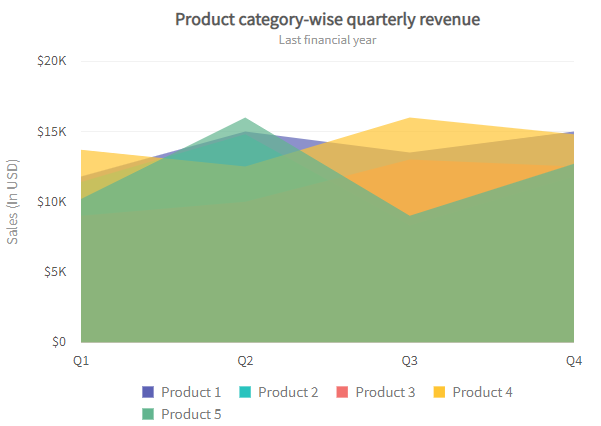 Product category-wise quarterly revenue
Last financial year
$20K
$15K
$10K
$5K
$0
Sales (In USD)
Q1 Q2 Q3 Q4
Product 1 Product 2 Product 3 Product 4
Product 5